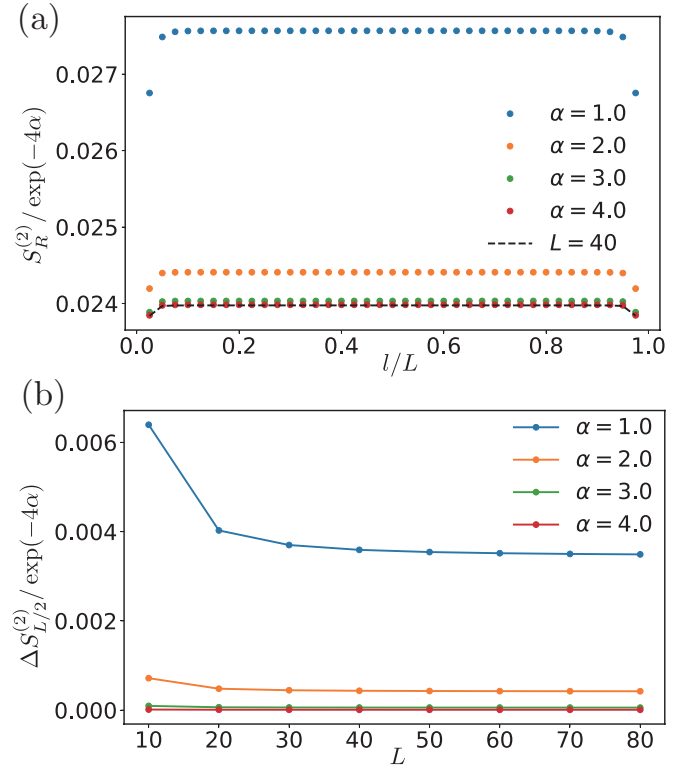 (a)
S_R^{(2)} / exp(−4α)
0.027
0.026
0.025
0.024
α = 1.0
α = 2.0
α = 3.0
α = 4.0
L = 40
0.0 0.2 0.4 0.6 0.8 1.0
l/L
(b)
ΔS_{L/2}^{(2)} / exp(−4α)
0.006
0.004
0.002
0.000
α = 1.0
α = 2.0
α = 3.0
α = 4.0
10 20 30 40 50 60 70 80
L